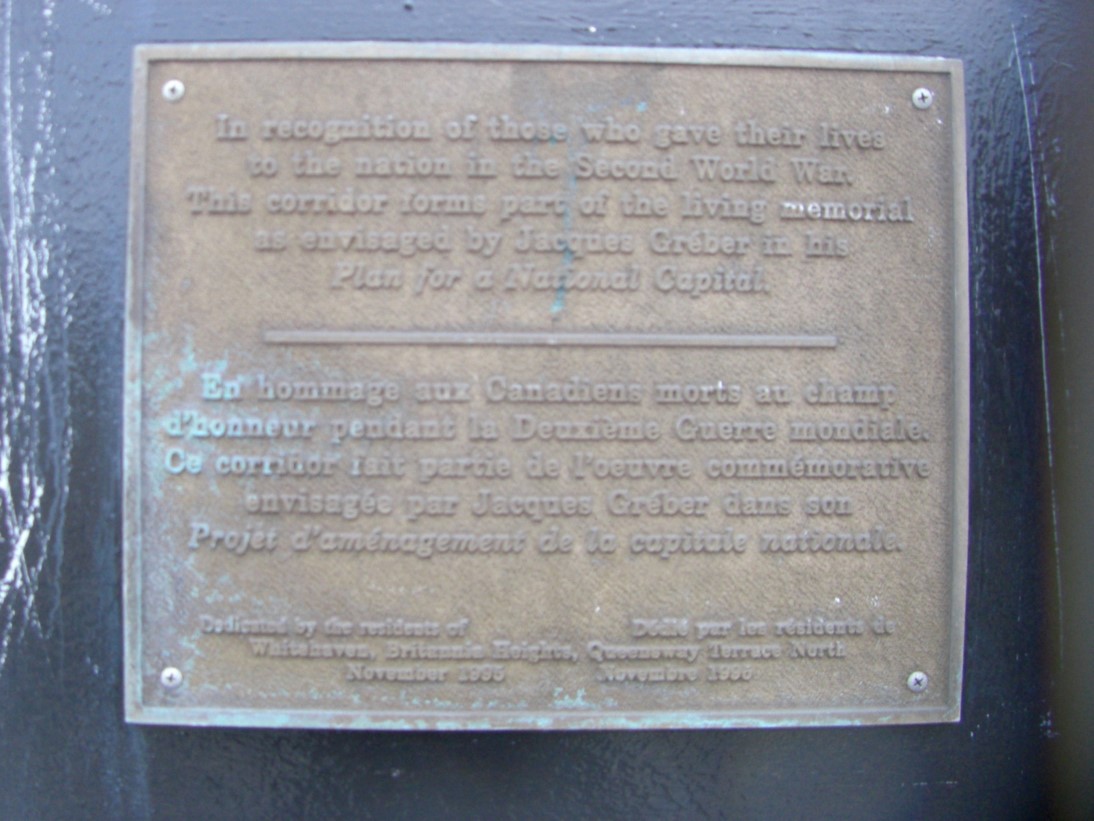 In recognition of those who gave their lives
to the nation in the Second World War.
This corridor forms part of the living memorial
as envisaged by Jacques Gréber in his
Plan for a National Capital.
En hommage aux Canadiens morts au champ
d'honneur pendant la Deuxième Guerre mondiale.
Ce corridor fait partie de l'oeuvre commémorative
envisagée par Jacques Gréber dans son
Projet d'aménagement de la capitale nationale.
Dedicated by the residents of Dédié par les résidents de
Whitehaven, Britannia Heights, Queensway Terrace North
November Novembre